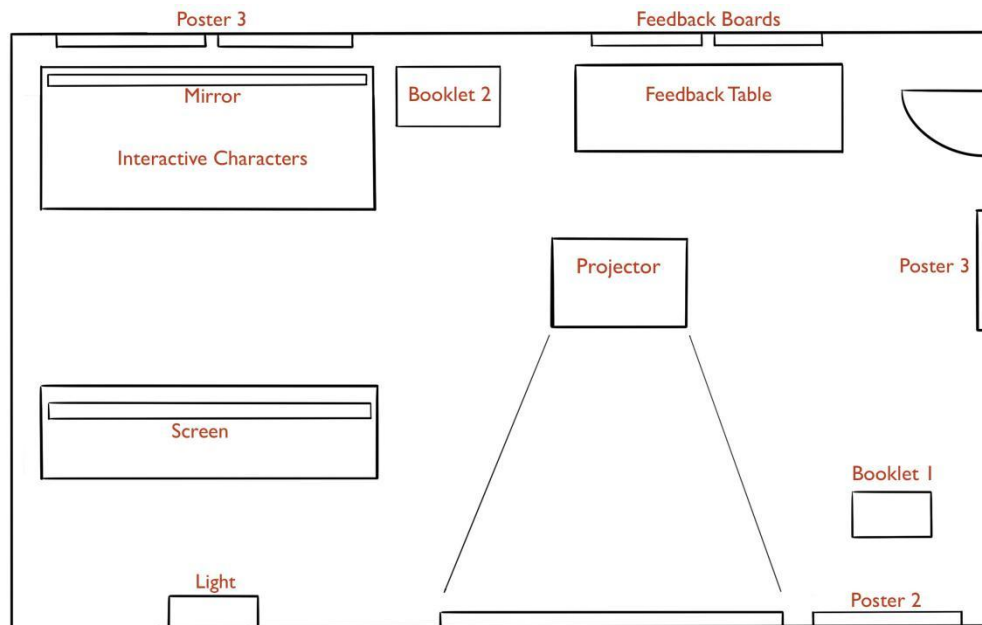 Poster 3
Feedback Boards
Mirror
Booklet 2
Feedback Table
Interactive Characters
Projector
Poster 3
Screen
Booklet 1
Light
Poster 2